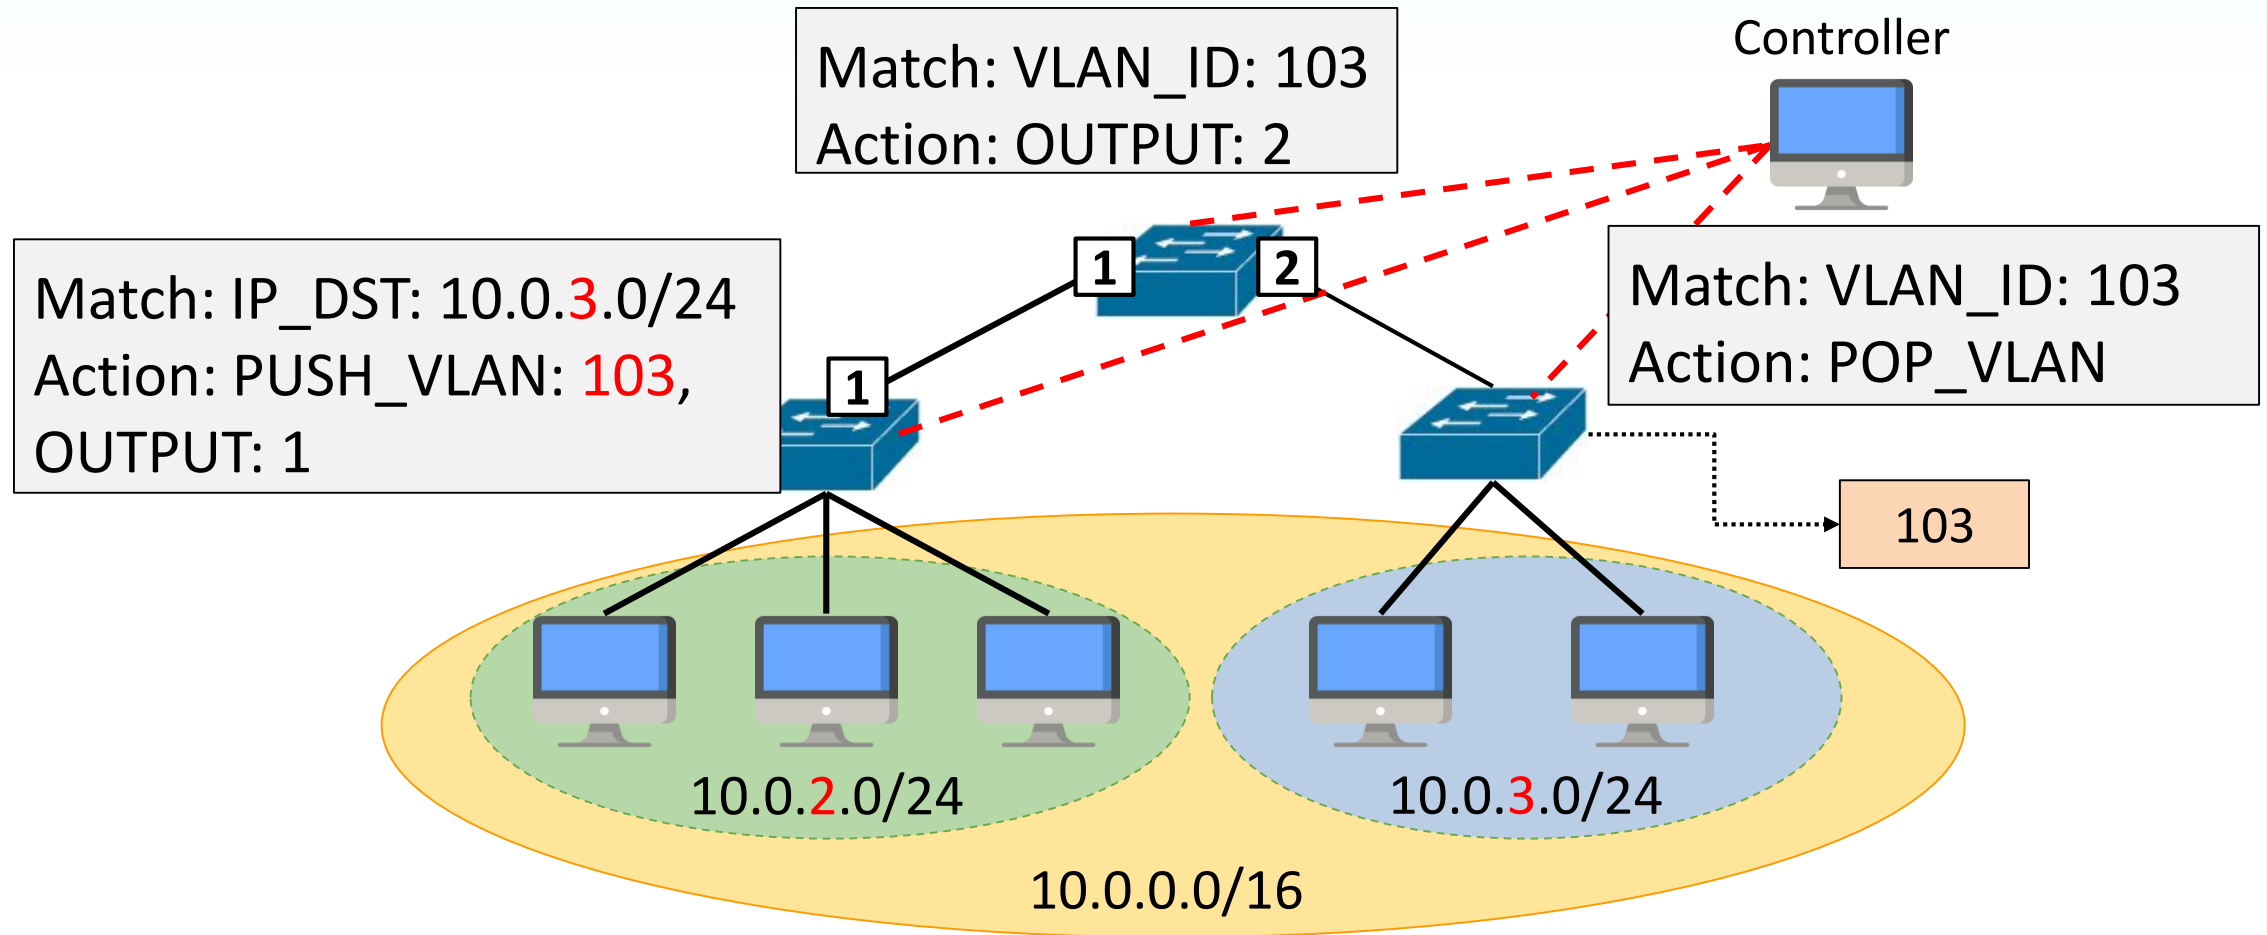 Match: VLAN_ID: 103
Action: OUTPUT: 2
Controller
Match: IP_DST: 10.0.3.0/24
Action: PUSH_VLAN: 103,
OUTPUT: 1
1
2
1
Match: VLAN_ID: 103
Action: POP_VLAN
103
10.0.2.0/24
10.0.3.0/24
10.0.0.0/16